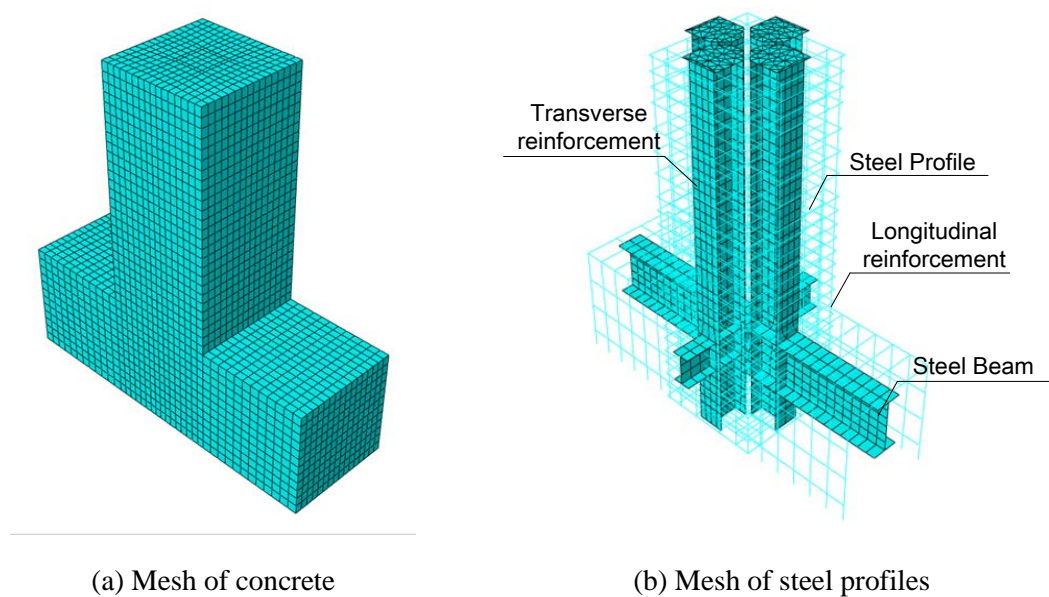 Transverse
reinforcement
Steel Profile
Longitudinal
reinforcement
Steel Beam
(a) Mesh of concrete
(b) Mesh of steel profiles